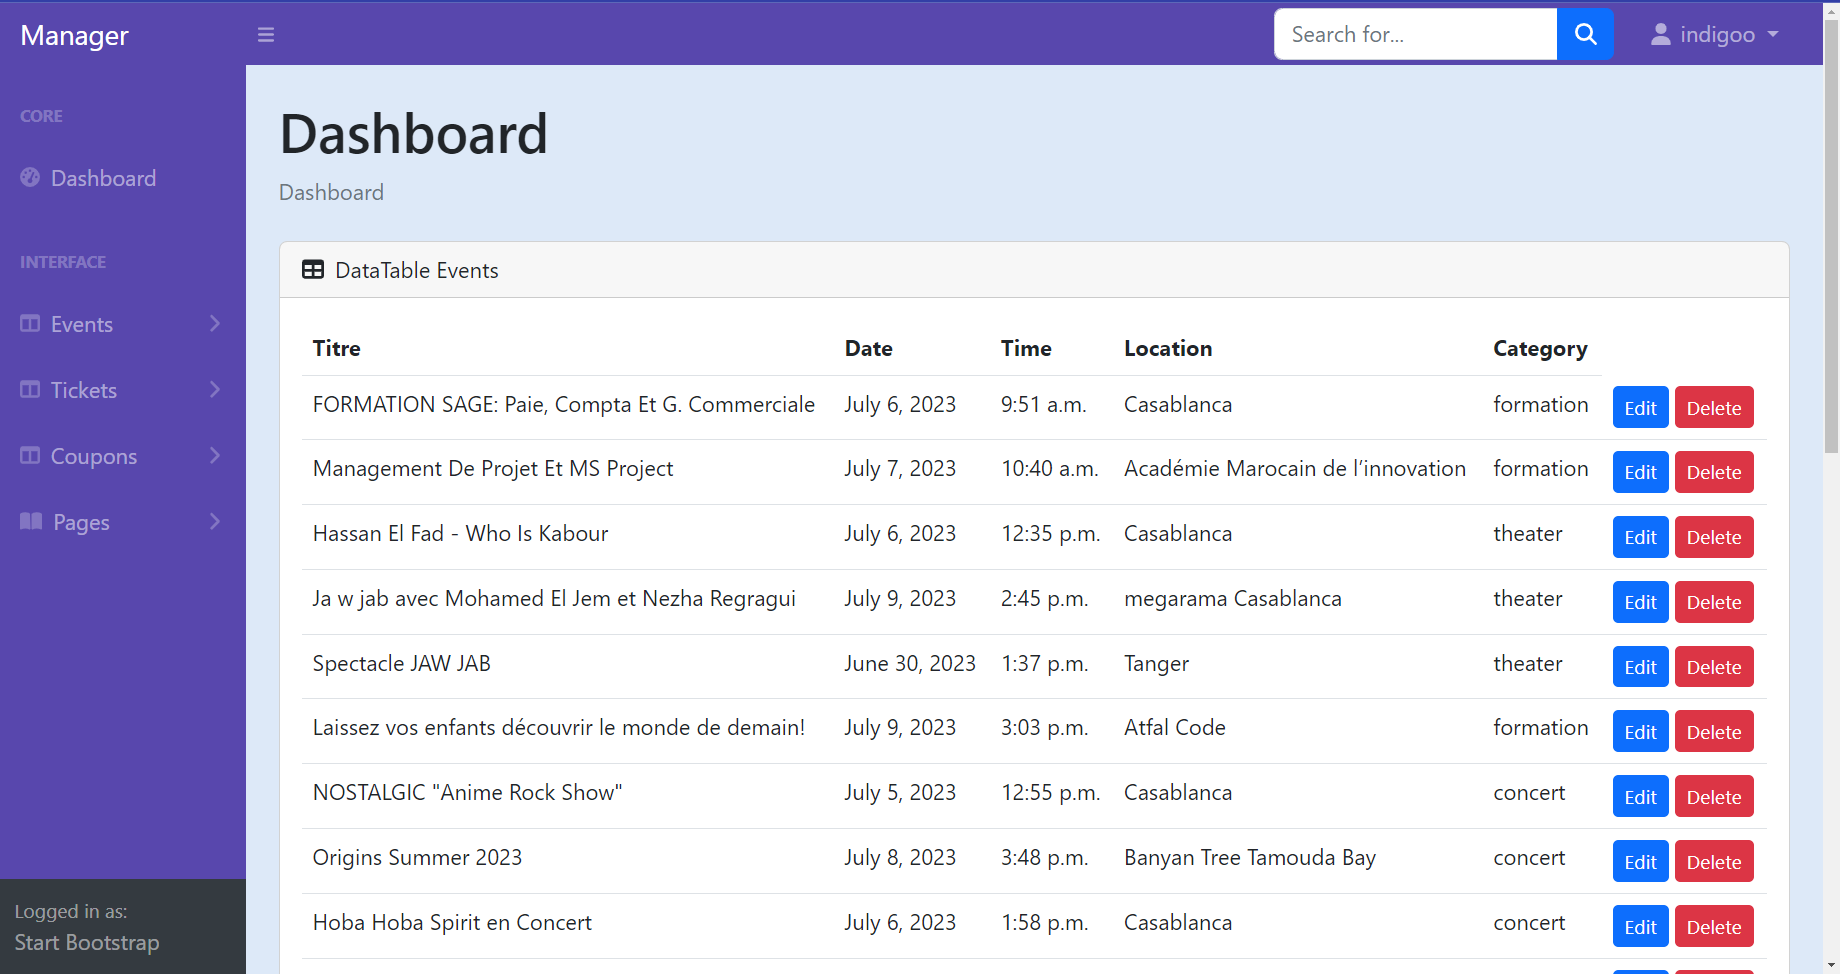 Manager
Search for...
indigoo
CORE
Dashboard
INTERFACE
Events
Tickets
Coupons
Pages
Logged in as:
Start Bootstrap
Dashboard
Dashboard
DataTable Events
Titre Date Time Location Category
FORMATION SAGE: Paie, Compta Et G. Commerciale July 6, 2023 9:51 a.m. Casablanca formation Edit Delete
Management De Projet Et MS Project July 7, 2023 10:40 a.m. Académie Marocain de l’innovation formation Edit Delete
Hassan El Fad - Who Is Kabour July 6, 2023 12:35 p.m. Casablanca theater Edit Delete
Ja w jab avec Mohamed El Jem et Nezha Regragui July 9, 2023 2:45 p.m. megarama Casablanca theater Edit Delete
Spectacle JAW JAB June 30, 2023 1:37 p.m. Tanger theater Edit Delete
Laissez vos enfants découvrir le monde de demain! July 9, 2023 3:03 p.m. Atfal Code formation Edit Delete
NOSTALGIC "Anime Rock Show" July 5, 2023 12:55 p.m. Casablanca concert Edit Delete
Origins Summer 2023 July 8, 2023 3:48 p.m. Banyan Tree Tamouda Bay concert Edit Delete
Hoba Hoba Spirit en Concert July 6, 2023 1:58 p.m. Casablanca concert Edit Delete